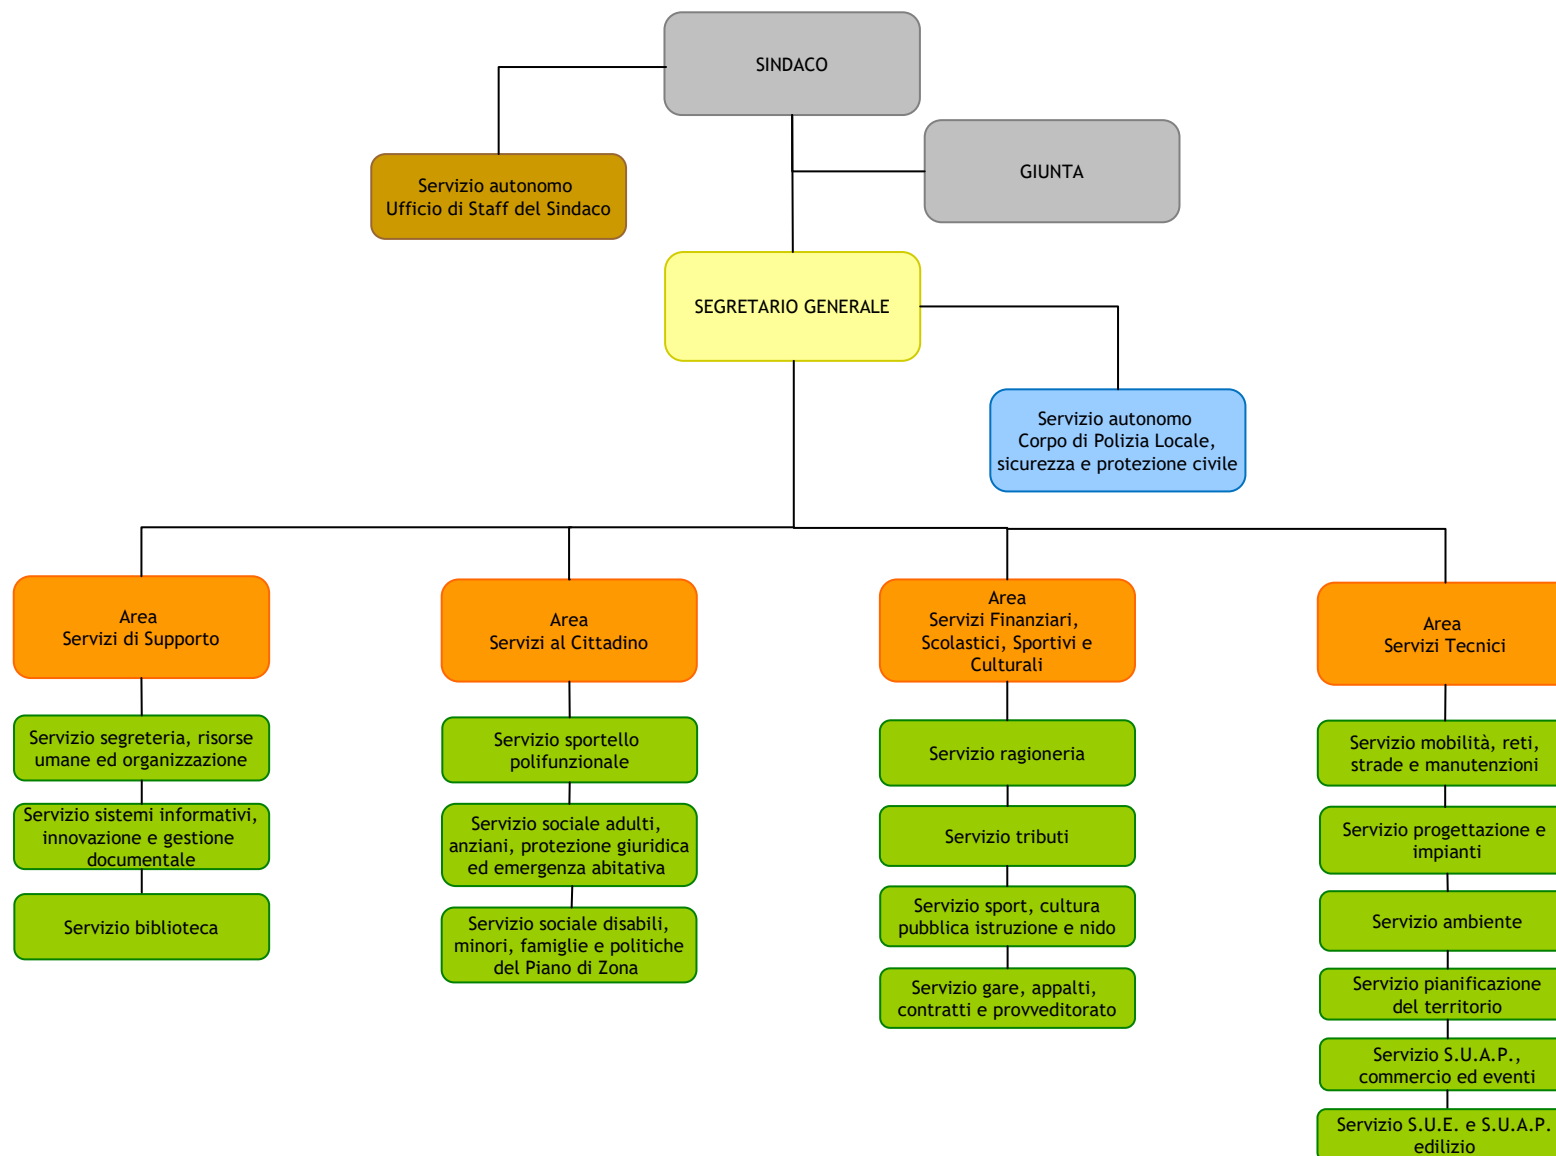 SINDACO
GIUNTA
Servizio autonomo
Ufficio di Staff del Sindaco
SEGRETARIO GENERALE
Servizio autonomo
Corpo di Polizia Locale,
sicurezza e protezione civile
Area
Servizi di Supporto
Servizio segreteria, risorse
umane ed organizzazione
Servizio sistemi informativi,
innovazione e gestione
documentale
Servizio biblioteca
Area
Servizi al Cittadino
Servizio sportello
polifunzionale
Servizio sociale adulti,
anziani, protezione giuridica
ed emergenza abitativa
Servizio sociale disabili,
minori, famiglie e politiche
del Piano di Zona
Area
Servizi Finanziari,
Scolastici, Sportivi e
Culturali
Servizio ragioneria
Servizio tributi
Servizio sport, cultura
pubblica istruzione e nido
Servizio gare, appalti,
contratti e provveditorato
Area
Servizi Tecnici
Servizio mobilità, reti,
strade e manutenzioni
Servizio progettazione e
impianti
Servizio ambiente
Servizio pianificazione
del territorio
Servizio S.U.A.P.,
commercio ed eventi
Servizio S.U.E. e S.U.A.P.
edilizio